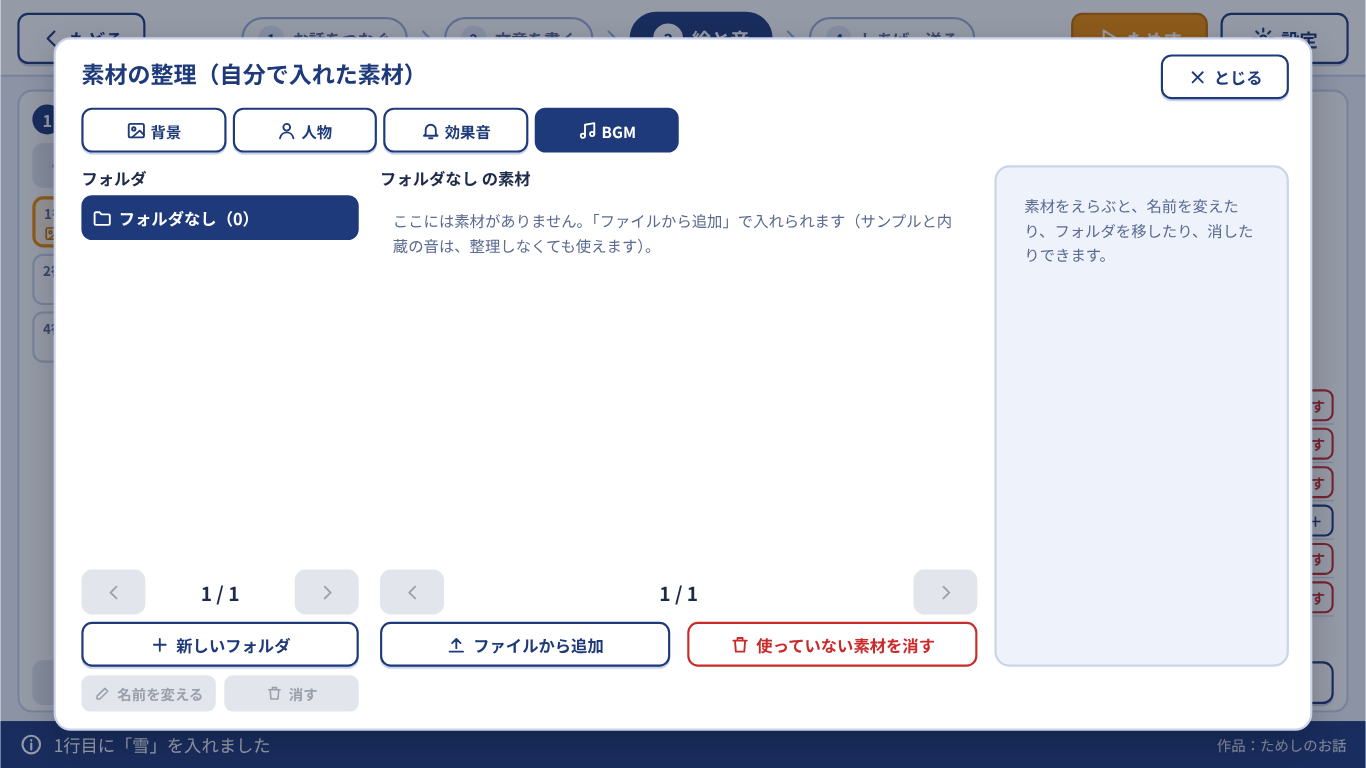 素材の整理（自分で入れた素材）
とじる
背景
人物
効果音
BGM
フォルダ
フォルダなし（0）
フォルダなし の素材
ここには素材がありません。「ファイルから追加」で入れられます（サンプルと内
蔵の音は、整理しなくても使えます）。
素材をえらぶと、名前を変えた
り、フォルダを移したり、消した
りできます。
1 / 1
1 / 1
新しいフォルダ
ファイルから追加
使っていない素材を消す
名前を変える
消す
設定
1行目に「雪」を入れました
作品：ためしのお話